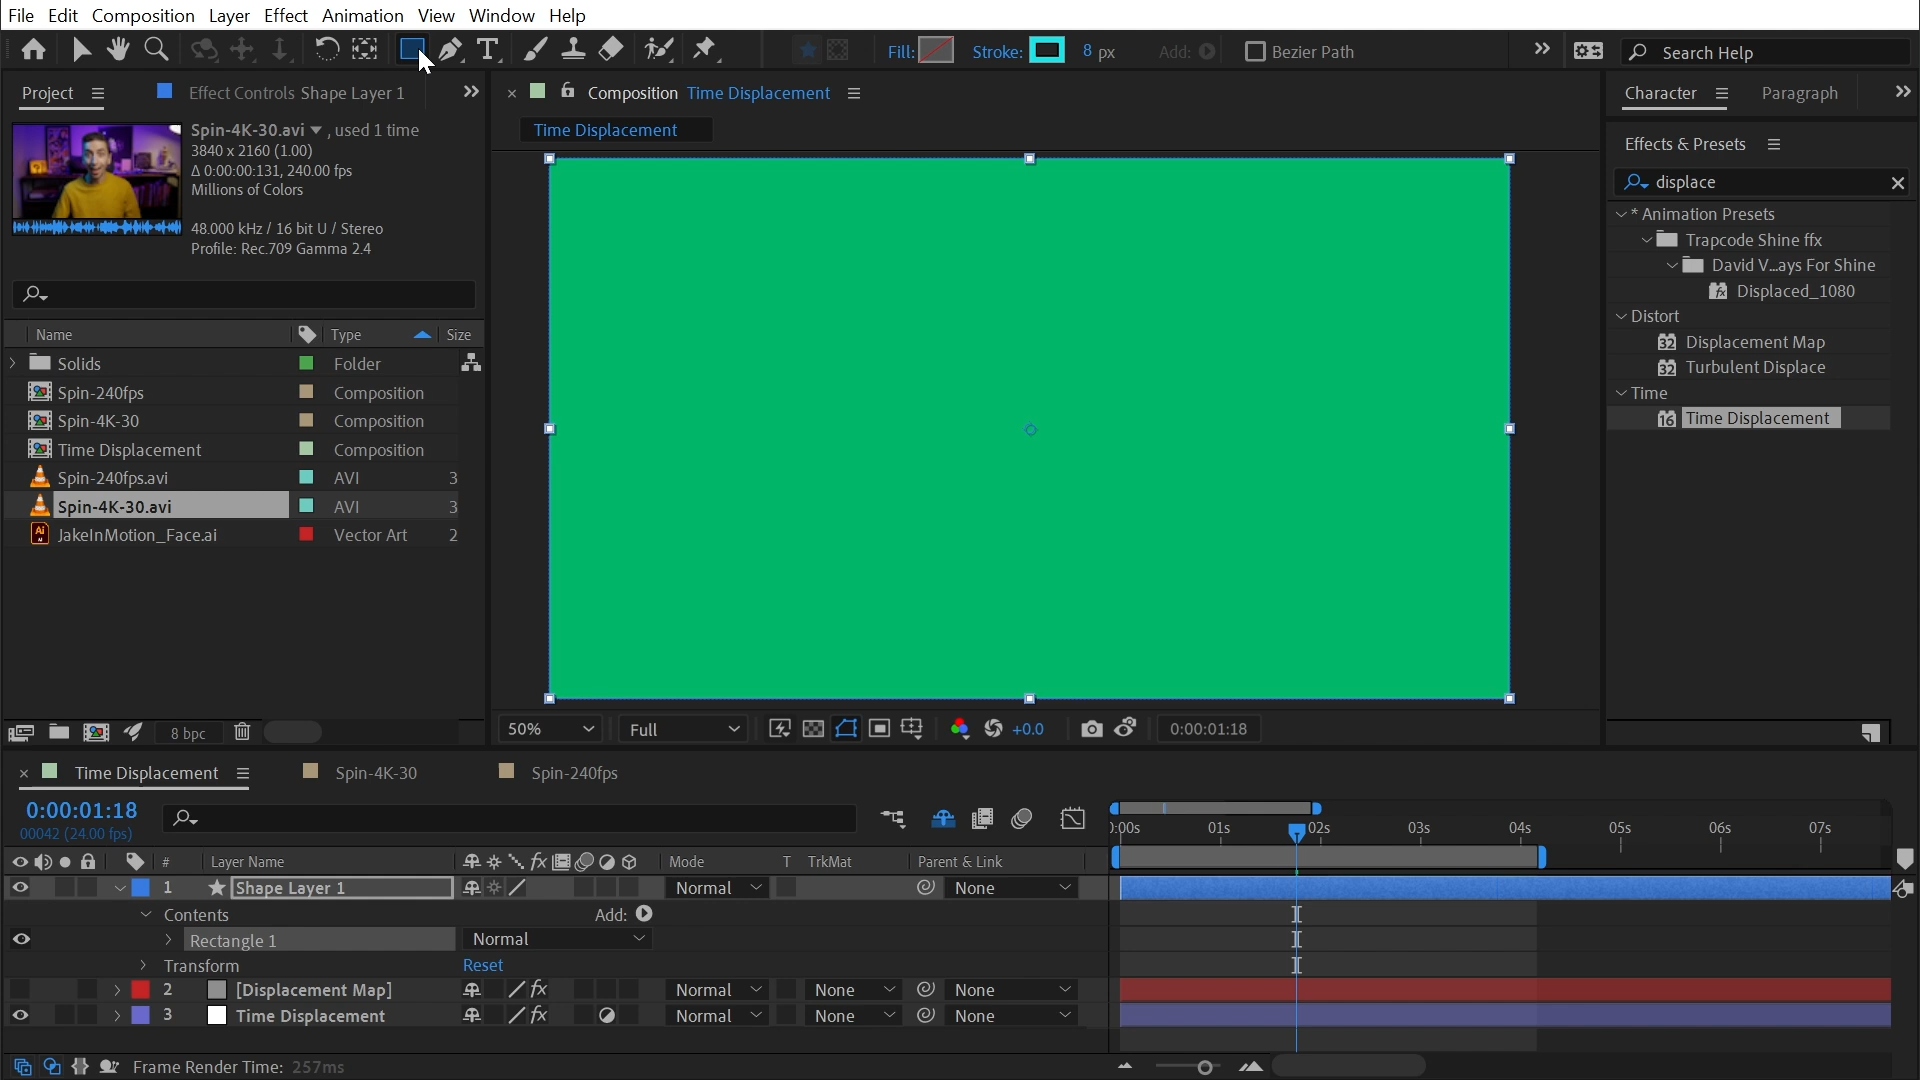 File Edit Composition Layer Effect Animation View Window Help
Fill: Stroke: 8 px Add: Bezier Path Search Help
Project Effect Controls Shape Layer 1
Spin-4K-30.avi , used 1 time
3840 x 2160 (1.00)
Δ 0:00:00:131, 240.00 fps
Millions of Colors
48.000 kHz / 16 bit U / Stereo
Profile: Rec.709 Gamma 2.4
Name Type Size
Solids Folder
Spin-240fps Composition
Spin-4K-30 Composition
Time Displacement Composition
Spin-240fps.avi AVI 3
Spin-4K-30.avi AVI 3
Ai JakeInMotion_Face.ai Vector Art 2
8 bpc
Composition Time Displacement
Time Displacement
50% Full +0.0 0:00:01:18
Character Paragraph
Effects & Presets
displace
* Animation Presets
Trapcode Shine ffx
David V...ays For Shine
Displaced_1080
Distort
32 Displacement Map
32 Turbulent Displace
Time
16 Time Displacement
Time Displacement Spin-4K-30 Spin-240fps
0:00:01:18
00042 (24.00 fps)
):00s 01s 02s 03s 04s 05s 06s 07s
# Layer Name fx Mode T TrkMat Parent & Link
1 Shape Layer 1 Normal None
Contents Add:
Rectangle 1 Normal
Transform Reset
2 [Displacement Map] fx Normal None None
3 Time Displacement fx Normal None None
Frame Render Time: 257ms